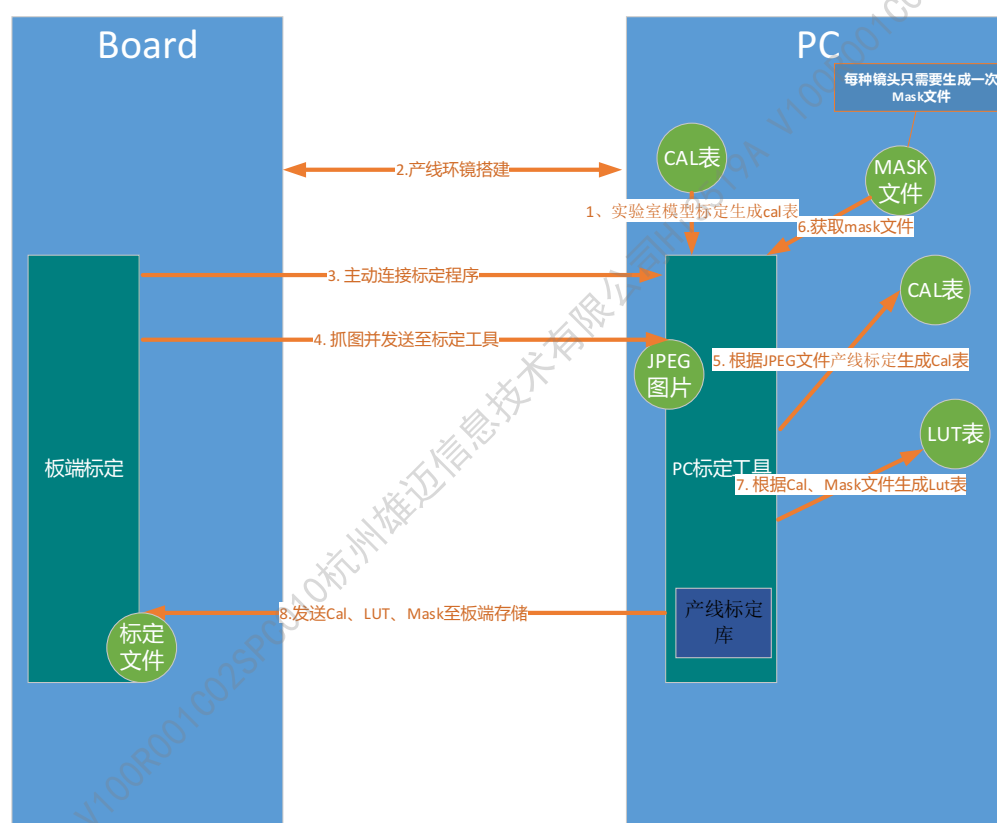 Board
PC
每种镜头只需要生成一次
Mask文件
CAL表
MASK
文件
2.产线环镜搭建
1、实验室模型标定生成cal表
6.获取mask文件
3. 主动连接标定程序
CAL表
4. 抓图并发送至标定工具
JPEG
图片
5. 根据JPEG文件产线标定生成Cal表
LUT表
板端标定
PC标定工具
7. 根据Cal、Mask文件生成Lut表
8.发送Cal、LUT、Mask至板端存储
产线标定
库
标定
文件